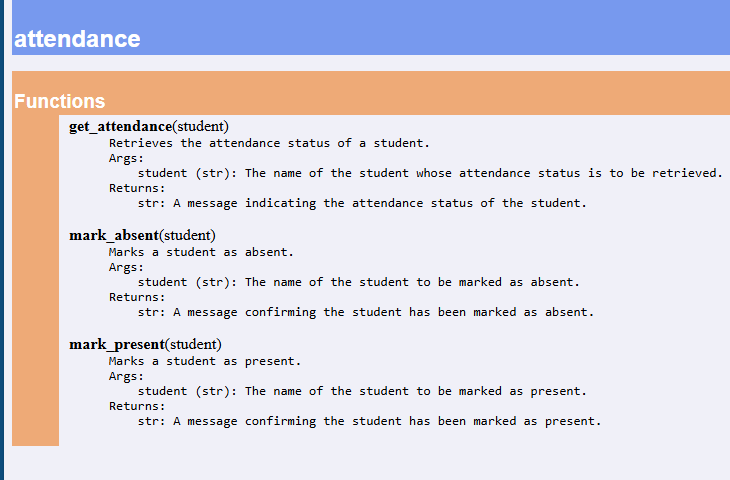 attendance
Functions
get_attendance(student)
Retrieves the attendance status of a student.
Args:
student (str): The name of the student whose attendance status is to be retrieved.
Returns:
str: A message indicating the attendance status of the student.
mark_absent(student)
Marks a student as absent.
Args:
student (str): The name of the student to be marked as absent.
Returns:
str: A message confirming the student has been marked as absent.
mark_present(student)
Marks a student as present.
Args:
student (str): The name of the student to be marked as present.
Returns:
str: A message confirming the student has been marked as present.